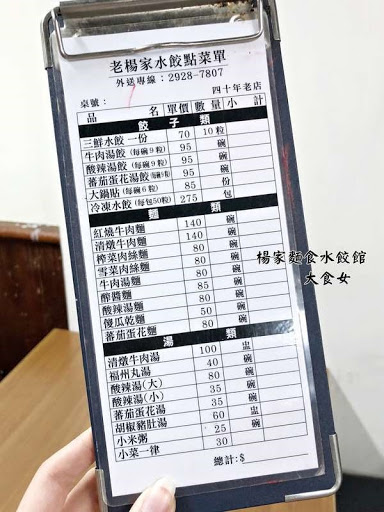 老楊家水餃點菜單
外送專線：2928-7807
桌號： 四十年老店
品 名 單價 數量 小 計
餃 子 類
三鮮水餃 一份 70 10粒
牛肉湯餃（每碗9粒） 95 碗
酸辣湯餃（每碗9粒） 95 碗
蕃茄蛋花湯餃 95 碗
大鍋貼（每碗6粒） 85 份
冷凍水餃（每包50粒） 275 包
麵 類
紅燒牛肉麵 140 碗
清燉牛肉麵 140 碗
榨菜肉絲麵 80 碗
雪菜肉絲麵 80 碗
牛肉湯麵 85 碗
酢醬麵 80 碗
酸辣湯麵 80 碗
傻瓜乾麵 50 碗
蕃茄蛋花麵 80 碗
湯 類
清燉牛肉湯 100 盅
福州丸湯 40 碗
酸辣湯（大） 80 碗
酸辣湯（小） 35 碗
蕃茄蛋花湯 35 碗
胡椒豬肚湯 60 盅
小米粥 25 碗
小菜一律 30
總計：$
楊家麵食水餃館
大食女